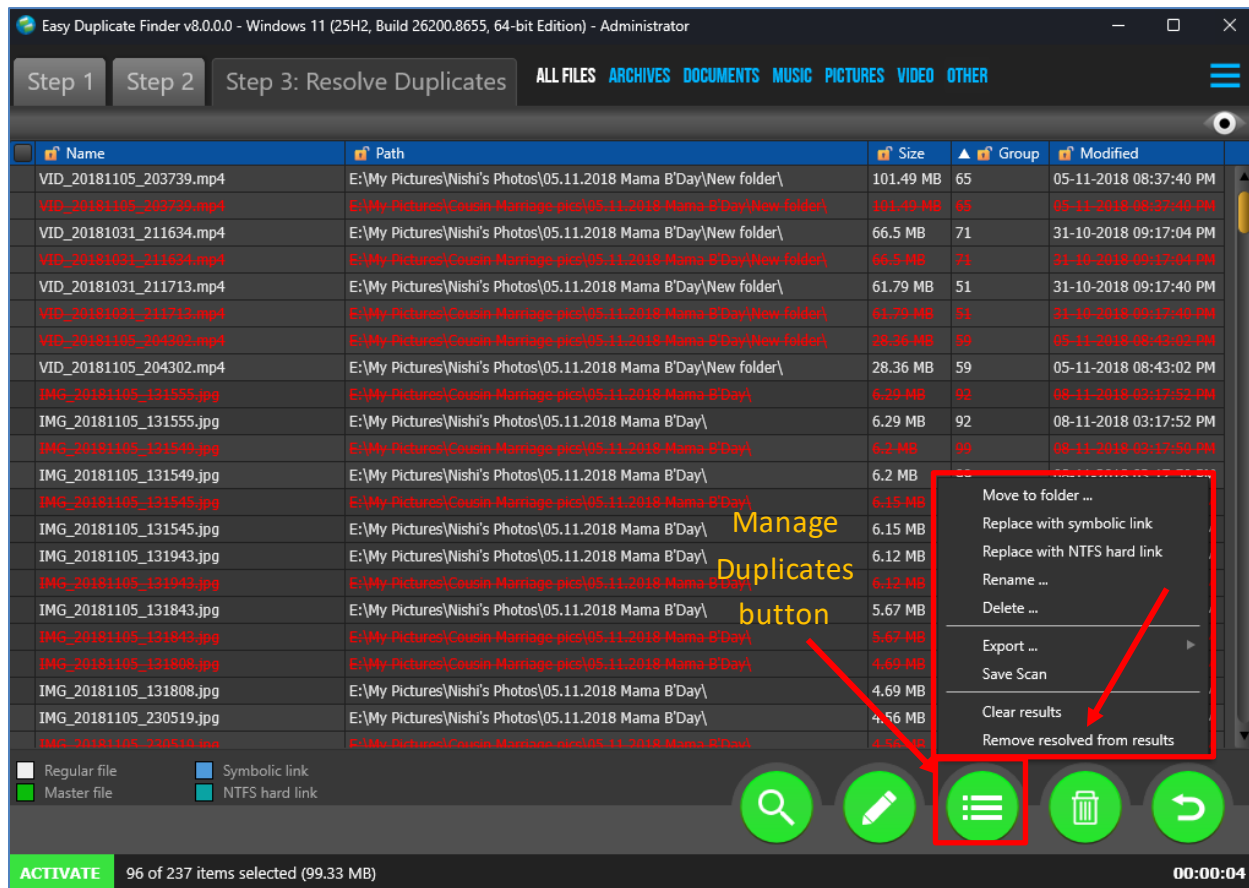 Easy Duplicate Finder v8.0.0.0 - Windows 11 (25H2, Build 26200.8655, 64-bit Edition) - Administrator
Step 1 Step 2 Step 3: Resolve Duplicates ALL FILES ARCHIVES DOCUMENTS MUSIC PICTURES VIDEO OTHER
Name Path Size Group Modified
VID_20181105_203739.mp4 E:\My Pictures\Nishi's Photos\05.11.2018 Mama B'Day\New folder\ 101.49 MB 65 05-11-2018 08:37:40 PM
VID_20181105_203739.mp4 E:\My Pictures\Cousin Marriage pics\05.11.2018 Mama B'Day\New folder\ 101.49 MB 65 05-11-2018 08:37:40 PM
VID_20181031_211634.mp4 E:\My Pictures\Nishi's Photos\05.11.2018 Mama B'Day\New folder\ 66.5 MB 71 31-10-2018 09:17:04 PM
VID_20181031_211634.mp4 E:\My Pictures\Cousin Marriage pics\05.11.2018 Mama B'Day\New folder\ 66.5 MB 71 31-10-2018 09:17:04 PM
VID_20181031_211713.mp4 E:\My Pictures\Nishi's Photos\05.11.2018 Mama B'Day\New folder\ 61.79 MB 51 31-10-2018 09:17:40 PM
VID_20181031_211713.mp4 E:\My Pictures\Cousin Marriage pics\05.11.2018 Mama B'Day\New folder\ 61.79 MB 51 31-10-2018 09:17:40 PM
VID_20181105_204302.mp4 E:\My Pictures\Cousin Marriage pics\05.11.2018 Mama B'Day\New folder\ 28.36 MB 59 05-11-2018 08:43:02 PM
VID_20181105_204302.mp4 E:\My Pictures\Nishi's Photos\05.11.2018 Mama B'Day\New folder\ 28.36 MB 59 05-11-2018 08:43:02 PM
IMG_20181105_131555.jpg E:\My Pictures\Cousin Marriage pics\05.11.2018 Mama B'Day\ 6.29 MB 92 08-11-2018 03:17:52 PM
IMG_20181105_131555.jpg E:\My Pictures\Nishi's Photos\05.11.2018 Mama B'Day\ 6.29 MB 92 08-11-2018 03:17:52 PM
IMG_20181105_131549.jpg E:\My Pictures\Cousin Marriage pics\05.11.2018 Mama B'Day\ 6.2 MB 99 08-11-2018 03:17:50 PM
IMG_20181105_131549.jpg E:\My Pictures\Nishi's Photos\05.11.2018 Mama B'Day\ 6.2 MB
IMG_20181105_131545.jpg E:\My Pictures\Cousin Marriage pics\05.11.2018 Mama B'Day\ 6.15 MB
IMG_20181105_131545.jpg E:\My Pictures\Nishi's Photos\05.11.2018 Mama B'Day\ 6.15 MB
IMG_20181105_131943.jpg E:\My Pictures\Nishi's Photos\05.11.2018 Mama B'Day\ 6.12 MB
IMG_20181105_131943.jpg E:\My Pictures\Cousin Marriage pics\05.11.2018 Mama B'Day\ 6.12 MB
IMG_20181105_131843.jpg E:\My Pictures\Nishi's Photos\05.11.2018 Mama B'Day\ 5.67 MB
IMG_20181105_131843.jpg E:\My Pictures\Cousin Marriage pics\05.11.2018 Mama B'Day\ 5.67 MB
IMG_20181105_131808.jpg E:\My Pictures\Cousin Marriage pics\05.11.2018 Mama B'Day\ 4.69 MB
IMG_20181105_131808.jpg E:\My Pictures\Nishi's Photos\05.11.2018 Mama B'Day\ 4.69 MB
IMG_20181105_230519.jpg E:\My Pictures\Nishi's Photos\05.11.2018 Mama B'Day\ 4.56 MB
IMG_20181105_230519.jpg E:\My Pictures\Cousin Marriage pics\05.11.2018 Mama B'Day\ 4.56 MB
Manage
Duplicates
button
Move to folder ...
Replace with symbolic link
Replace with NTFS hard link
Rename ...
Delete ...
Export ...
Save Scan
Clear results
Remove resolved from results
Regular file Symbolic link
Master file NTFS hard link
ACTIVATE 96 of 237 items selected (99.33 MB) 00:00:04